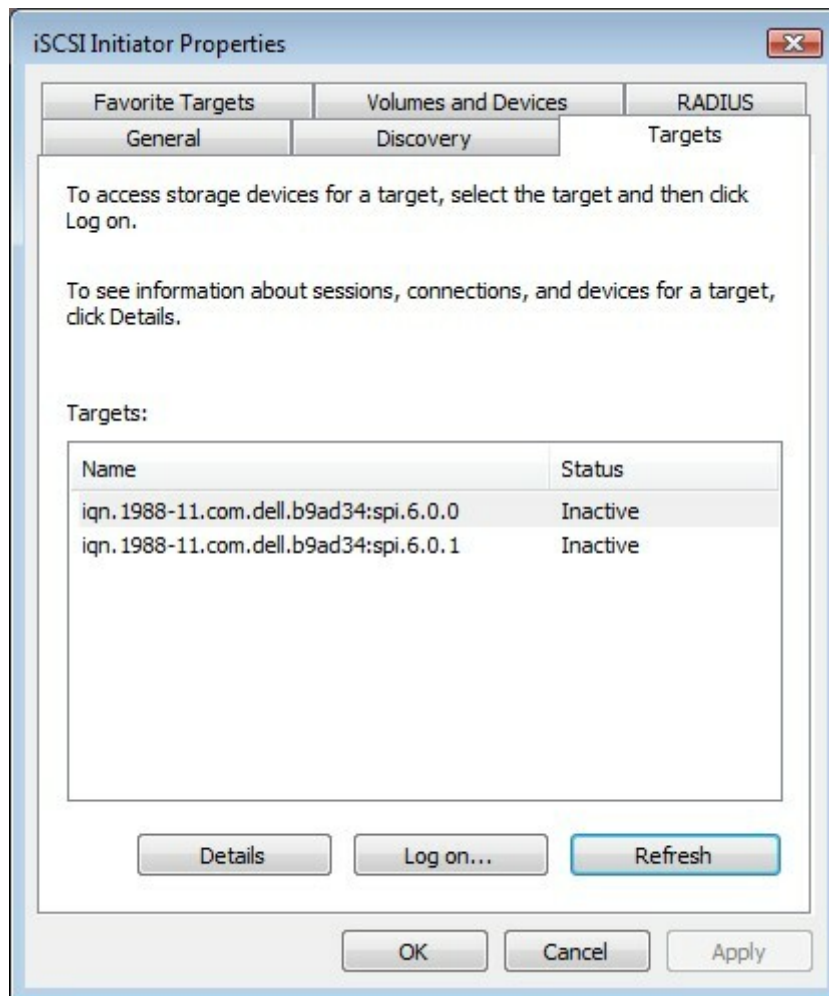 iSCSI Initiator Properties
Favorite Targets Volumes and Devices RADIUS
General Discovery Targets
To access storage devices for a target, select the target and then click
Log on.
To see information about sessions, connections, and devices for a target,
click Details.
Targets:
Name Status
iqn.1988-11.com.dell.b9ad34:spi.6.0.0 Inactive
iqn.1988-11.com.dell.b9ad34:spi.6.0.1 Inactive
Details Log on... Refresh
OK Cancel Apply